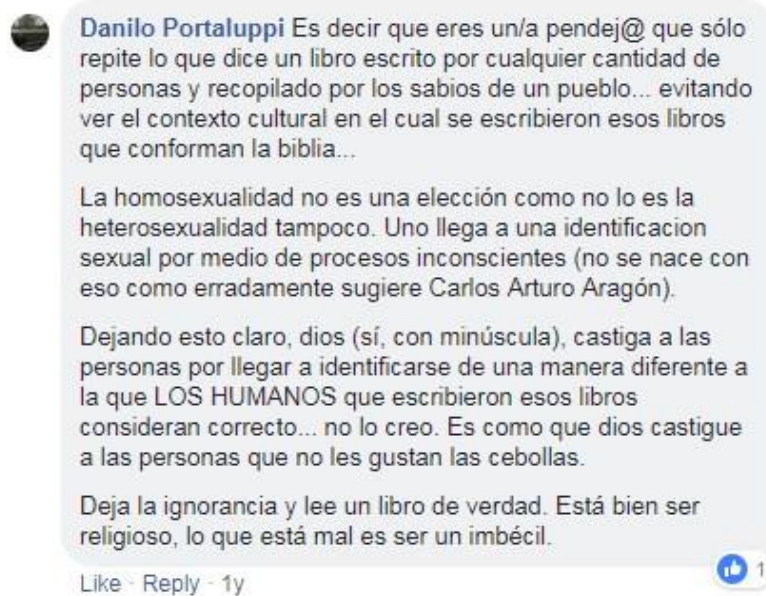 Danilo Portaluppi Es decir que eres un/a pendej@ que sólo
repite lo que dice un libro escrito por cualquier cantidad de
personas y recopilado por los sabios de un pueblo... evitando
ver el contexto cultural en el cual se escribieron esos libros
que conforman la biblia...
La homosexualidad no es una elección como no lo es la
heterosexualidad tampoco. Uno llega a una identificacion
sexual por medio de procesos inconscientes (no se nace con
eso como erradamente sugiere Carlos Arturo Aragón).
Dejando esto claro, dios (sí, con minúscula), castiga a las
personas por llegar a identificarse de una manera diferente a
la que LOS HUMANOS que escribieron esos libros
consideran correcto... no lo creo. Es como que dios castigue
a las personas que no les gustan las cebollas.
Deja la ignorancia y lee un libro de verdad. Está bien ser
religioso, lo que está mal es ser un imbécil.
1
Like · Reply · 1y